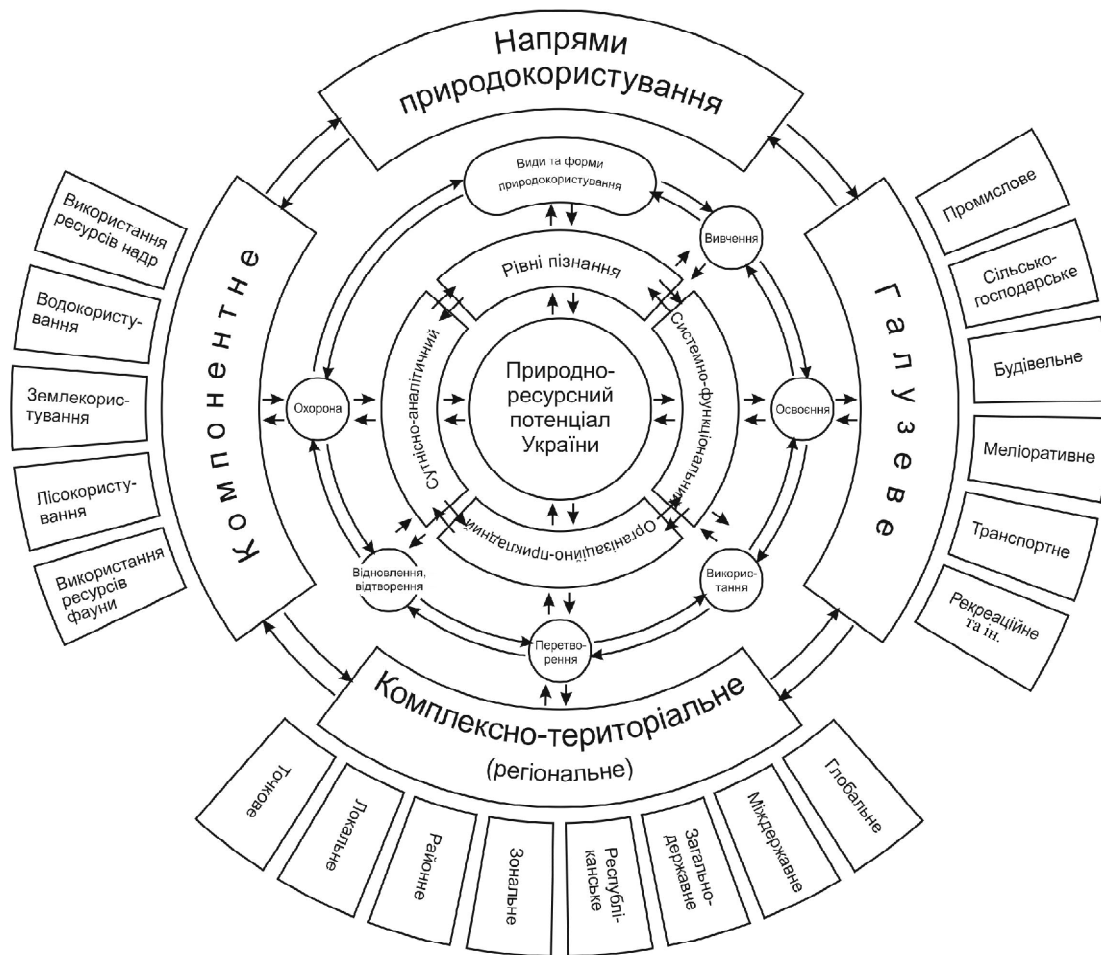 Напрями
природокористування
Види та форми
природокористування
Вивчення
Рівні пізнання
Системно-функціональний
Сутнісно-аналітичний
Організаційно-прикладний
Природно-
ресурсний
потенціал
України
Охорона
Освоєння
Відновлення,
відтворення
Викорис-
тання
Перетво-
рення
Компонентне
Використання
ресурсів надр
Водокористу-
вання
Землекорис-
тування
Лісокористу-
вання
Використання
ресурсів
фауни
Галузеве
Промислове
Сільсько-
господарське
Будівельне
Меліоративне
Транспортне
Рекреаційне
та ін.
Комплексно-територіальне
(регіональне)
Точкове
Локальне
Районне
Зональне
Республі-
канське
Загально-
державне
Міждержавне
Глобальне